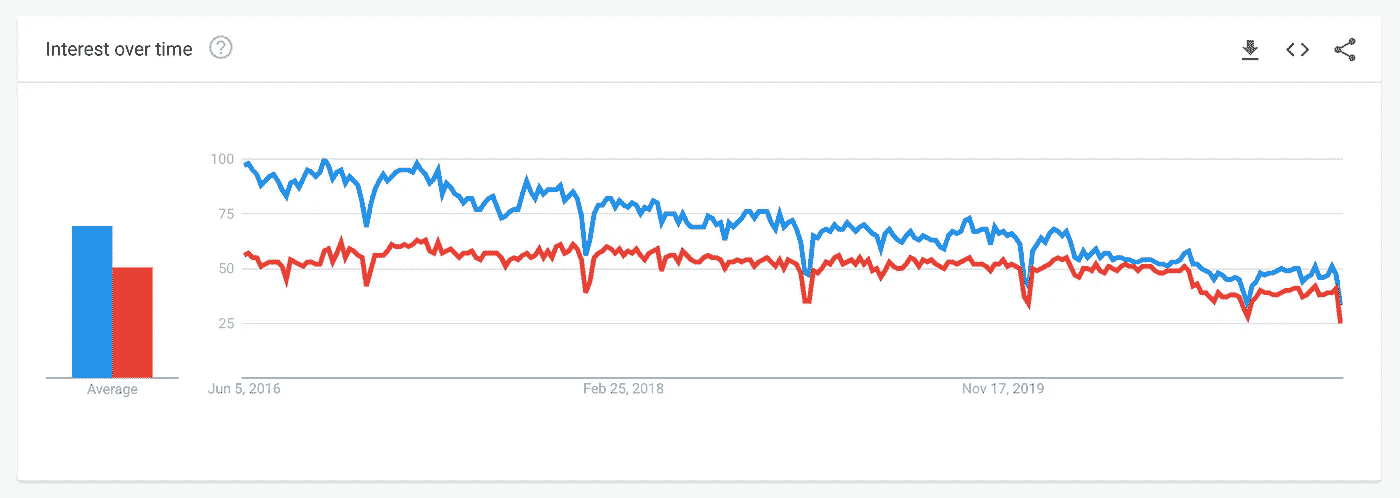 Interest over time ?
100
75
50
25
Average
Jun 5, 2016
Feb 25, 2018
Nov 17, 2019